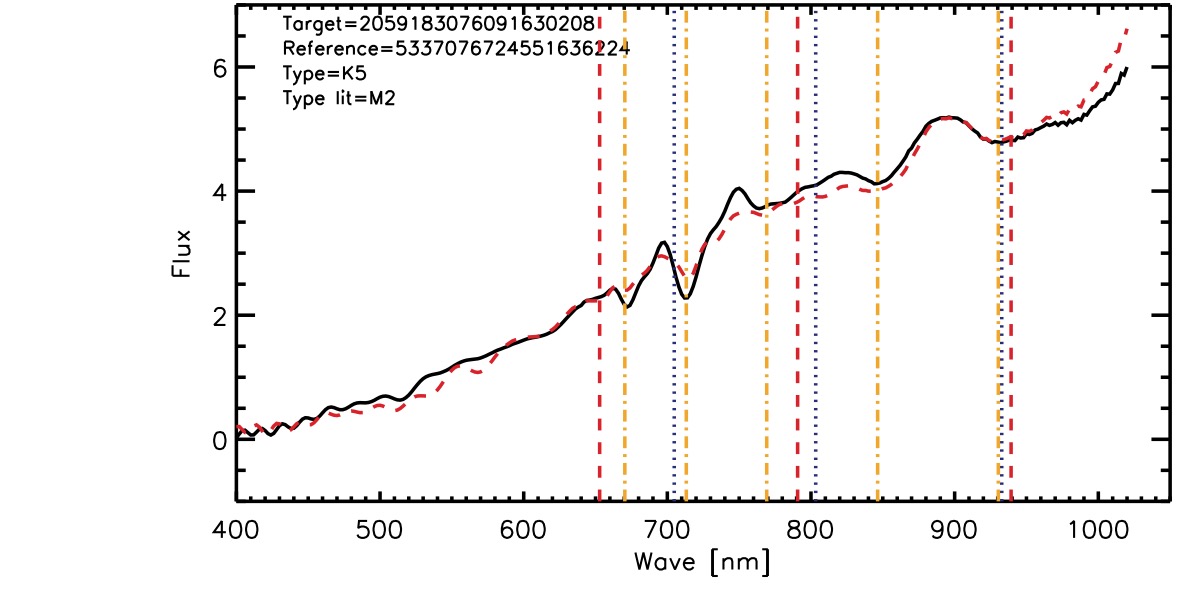 Target=2059183076091630208
Reference=5337076724551636224
Type=K5
Type lit=M2
6
4
2
0
Flux
400 500 600 700 800 900 1000
Wave [nm]